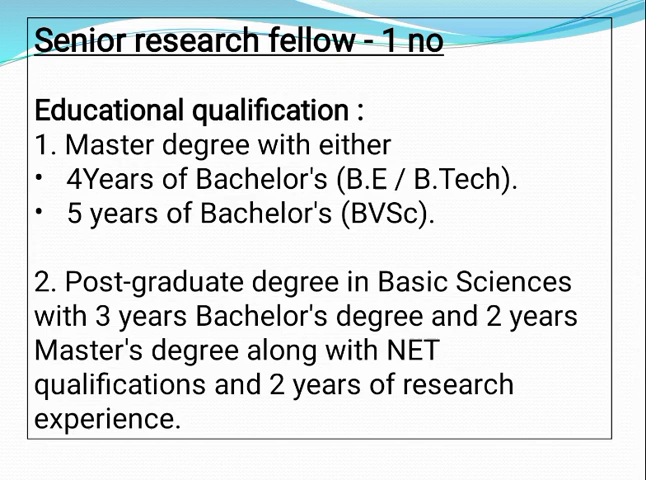 Senior research fellow - 1 no
Educational qualification :
1. Master degree with either
• 4Years of Bachelor's (B.E / B.Tech).
• 5 years of Bachelor's (BVSc).
2. Post-graduate degree in Basic Sciences
with 3 years Bachelor's degree and 2 years
Master's degree along with NET
qualifications and 2 years of research
experience.